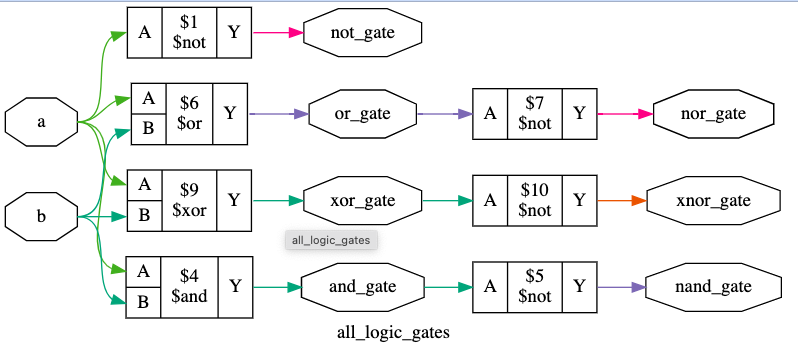 A $1 $not Y not_gate
a
A B $6 $or Y or_gate A $7 $not Y nor_gate
b
A B $9 $xor Y xor_gate A $10 $not Y xnor_gate
all_logic_gates
A B $4 $and Y and_gate A $5 $not Y nand_gate
all_logic_gates